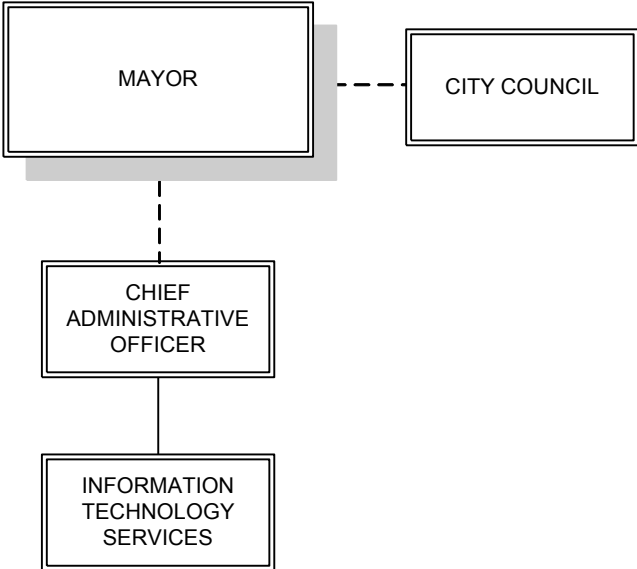 MAYOR
CITY COUNCIL
CHIEF
ADMINISTRATIVE
OFFICER
INFORMATION
TECHNOLOGY
SERVICES